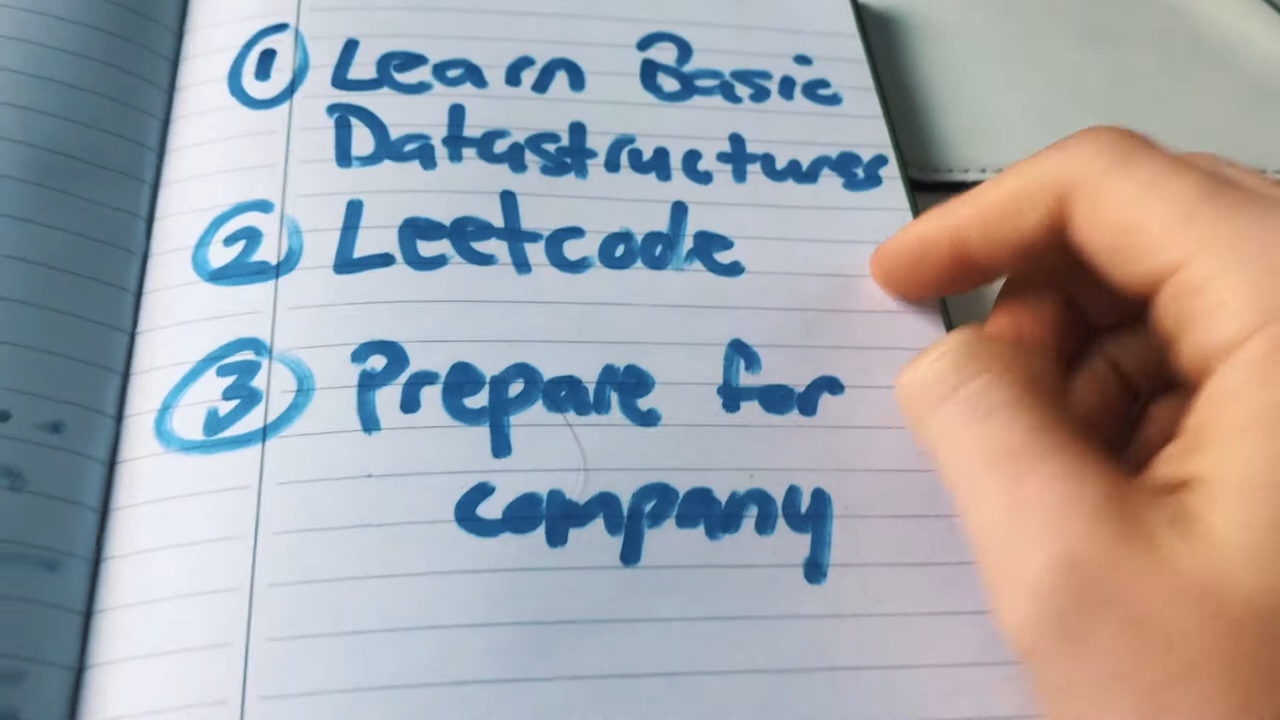 ① Learn Basic
Datastructures
② Leetcode
③ Prepare for
company